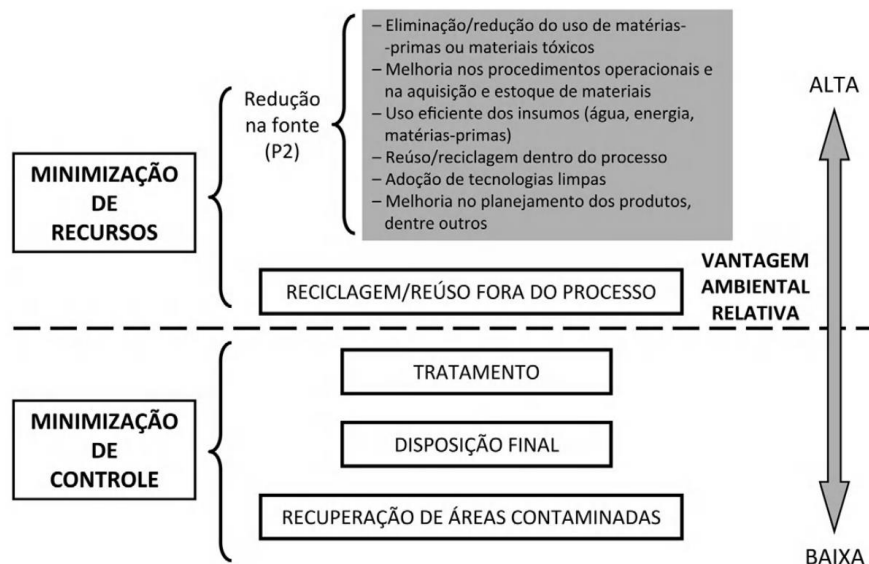 – Eliminação/redução do uso de matérias-
-primas ou materiais tóxicos
– Melhoria nos procedimentos operacionais e
na aquisição e estoque de materiais
– Uso eficiente dos insumos (água, energia,
matérias-primas)
– Reúso/reciclagem dentro do processo
– Adoção de tecnologias limpas
– Melhoria no planejamento dos produtos,
dentre outros
Redução
na fonte
(P2)
MINIMIZAÇÃO
DE
RECURSOS
RECICLAGEM/REÚSO FORA DO PROCESSO
ALTA
VANTAGEM
AMBIENTAL
RELATIVA
MINIMIZAÇÃO
DE
CONTROLE
TRATAMENTO
DISPOSIÇÃO FINAL
RECUPERAÇÃO DE ÁREAS CONTAMINADAS
BAIXA